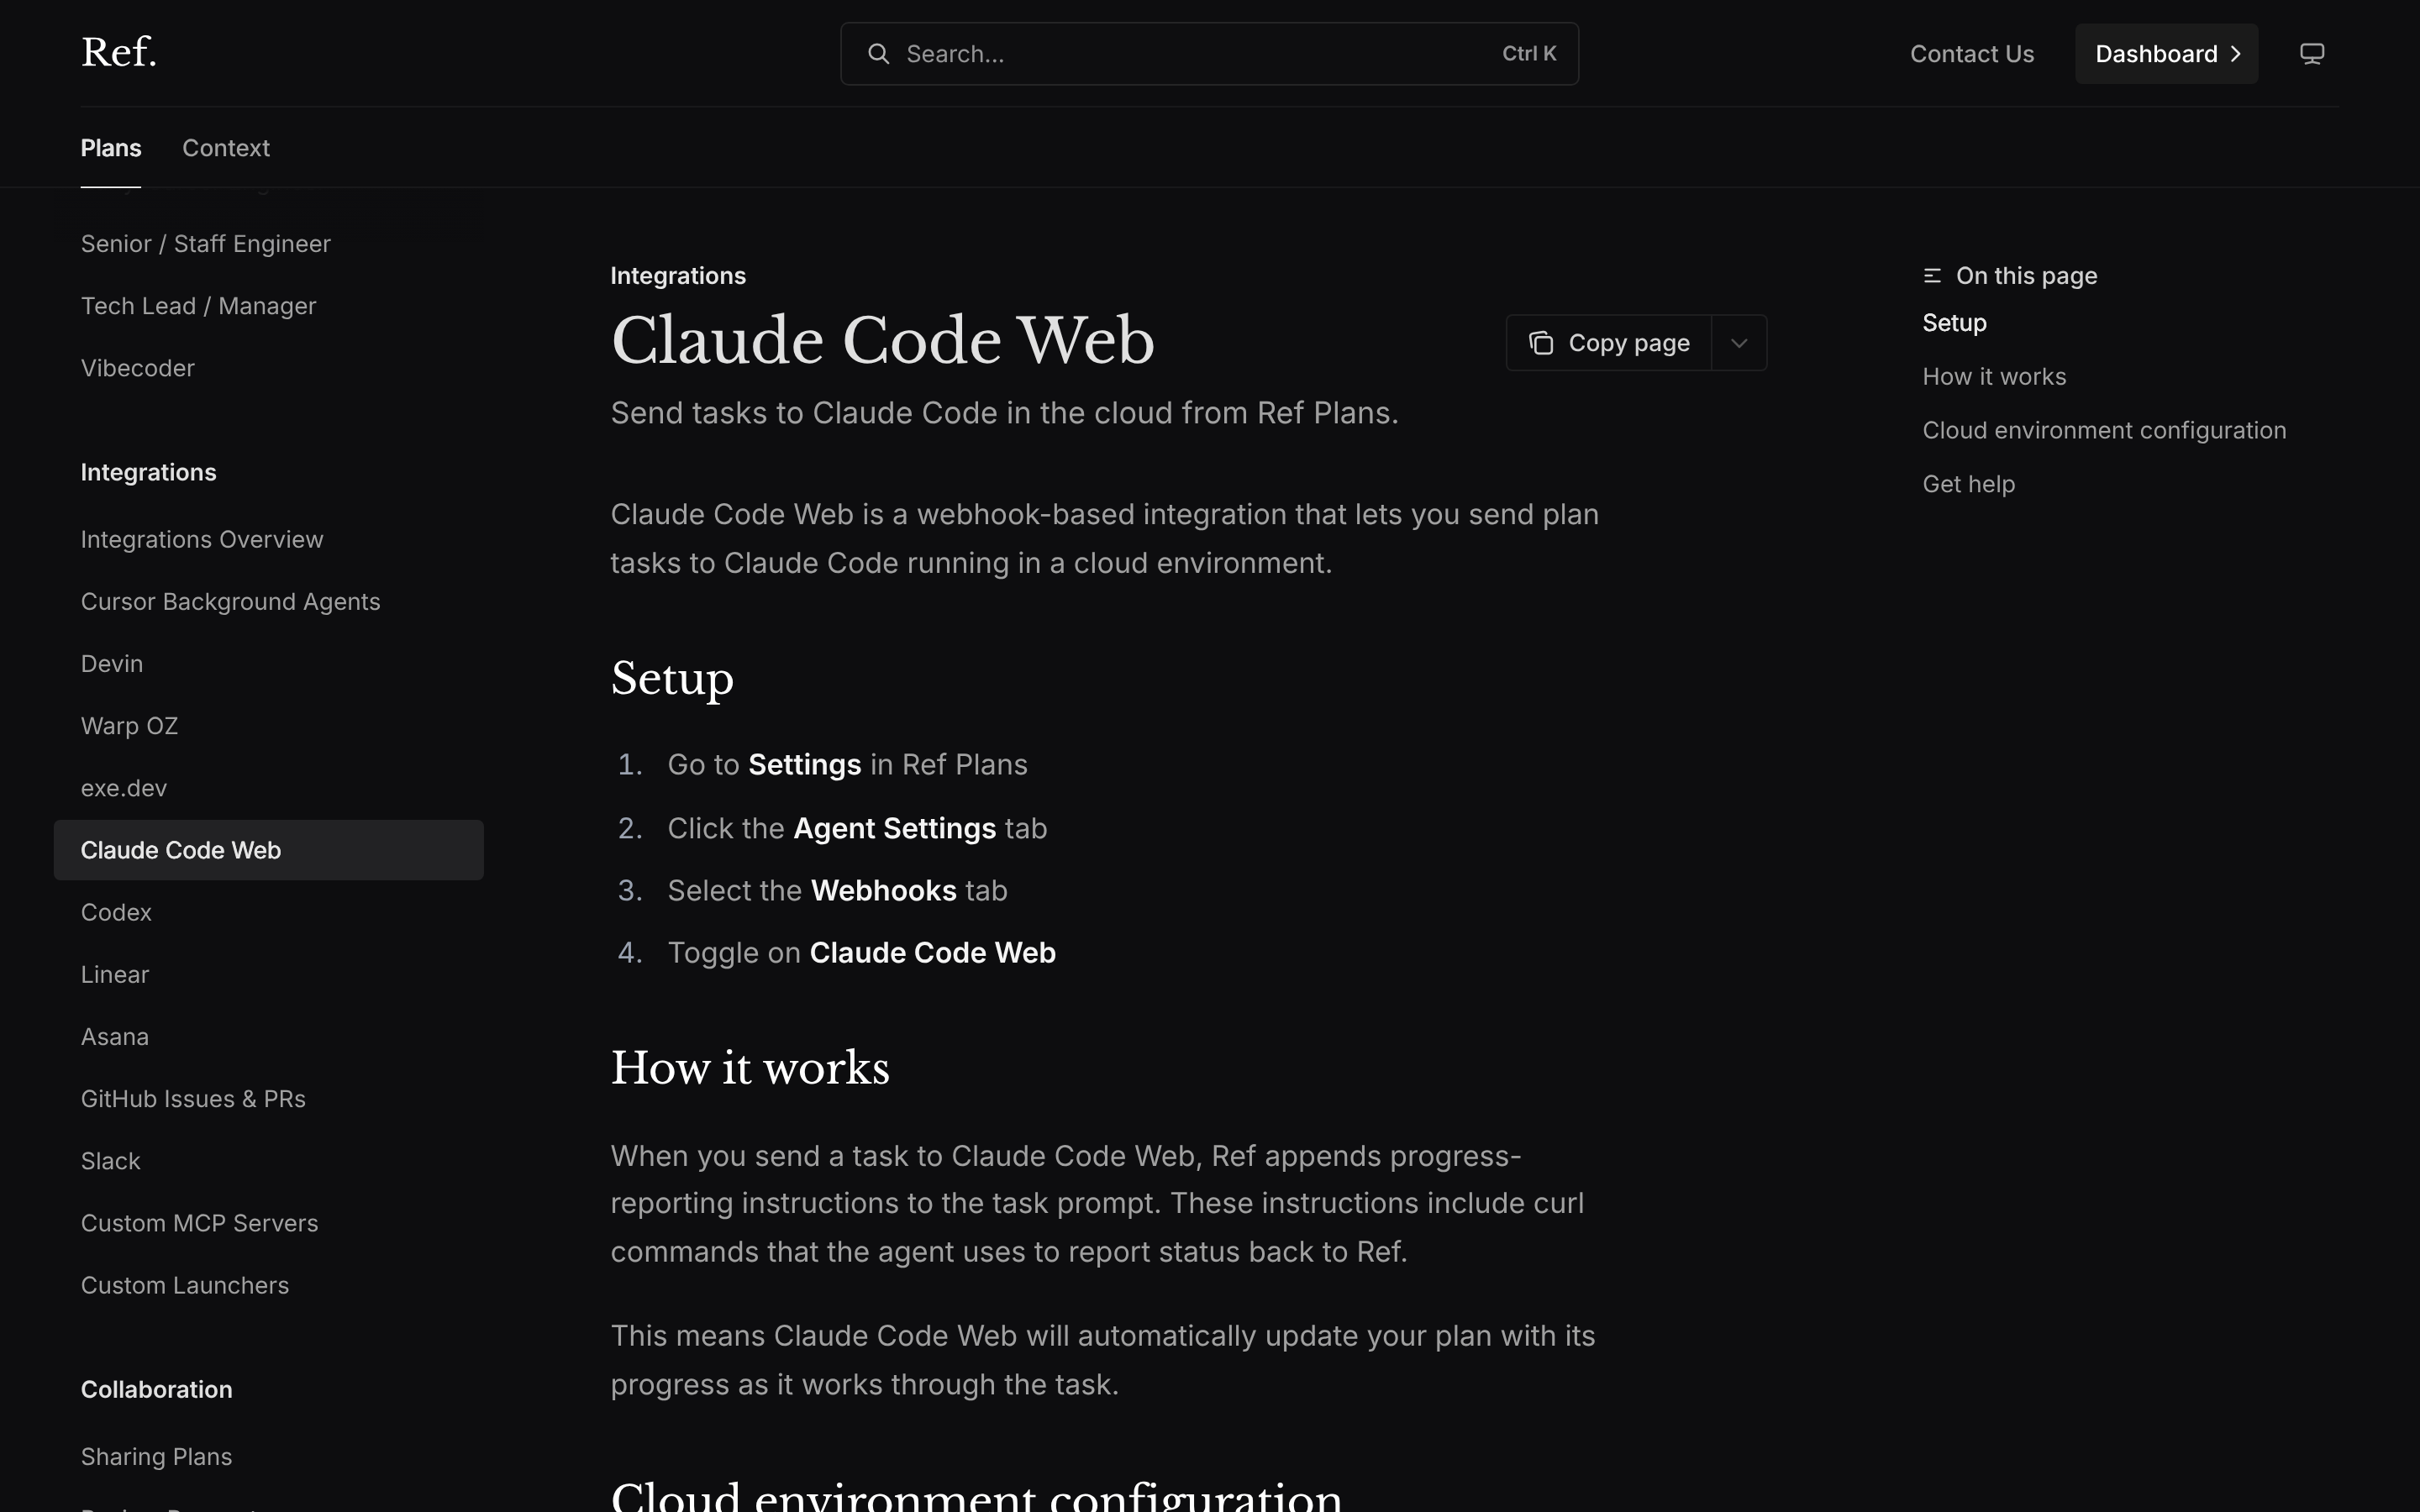 Ref.
Search...
Ctrl K
Contact Us
Dashboard
Plans
Context
Senior / Staff Engineer
Tech Lead / Manager
Vibecoder
Integrations
Integrations Overview
Cursor Background Agents
Devin
Warp OZ
exe.dev
Claude Code Web
Codex
Linear
Asana
GitHub Issues & PRs
Slack
Custom MCP Servers
Custom Launchers
Collaboration
Sharing Plans
Integrations
Claude Code Web
Copy page
Send tasks to Claude Code in the cloud from Ref Plans.
Claude Code Web is a webhook-based integration that lets you send plan
tasks to Claude Code running in a cloud environment.
Setup
1. Go to Settings in Ref Plans
2. Click the Agent Settings tab
3. Select the Webhooks tab
4. Toggle on Claude Code Web
How it works
When you send a task to Claude Code Web, Ref appends progress-
reporting instructions to the task prompt. These instructions include curl
commands that the agent uses to report status back to Ref.
This means Claude Code Web will automatically update your plan with its
progress as it works through the task.
Cloud environment configuration
On this page
Setup
How it works
Cloud environment configuration
Get help